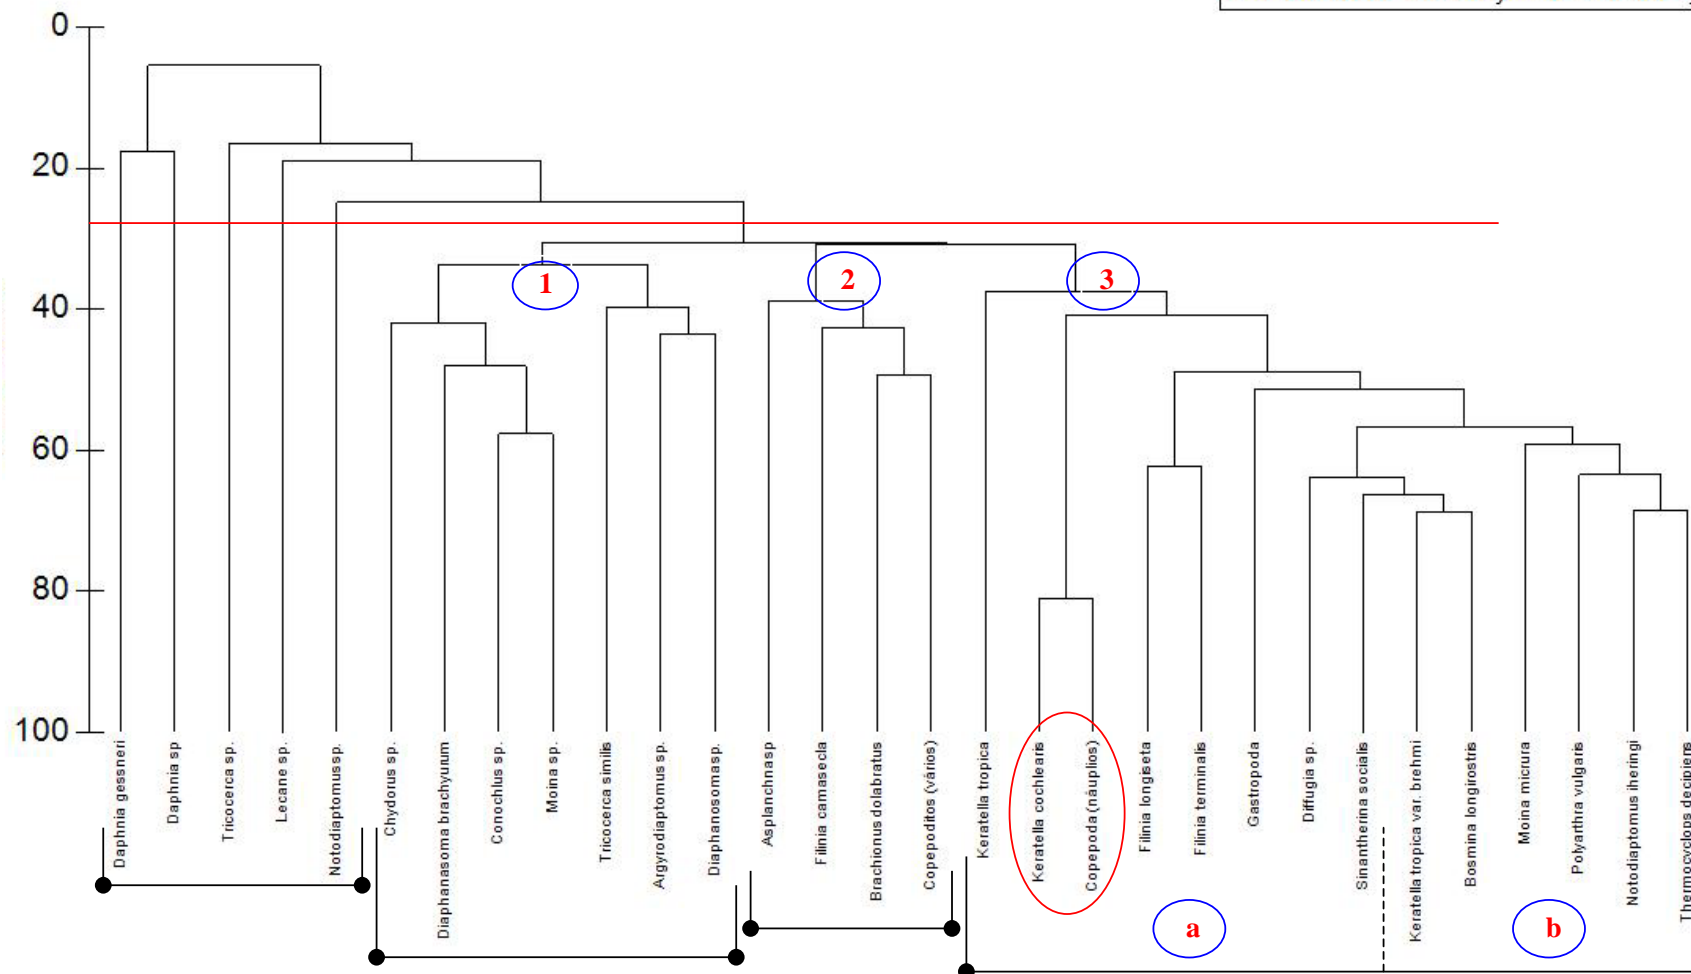 0
20
40
60
80
100
1
2
3
Daphnia gessneri
Daphnia sp
Tricocerca sp.
Lecane sp.
Notodiaptomus sp.
Chydorus sp.
Diaphanasoma brachyurum
Conochlus sp.
Moina sp.
Tricocerca similis
Argyrodiaptomus sp.
Diaphanosoma sp.
Asplanchna sp
Filinia camasecla
Brachionus dolabratus
Copepoditos (vários)
Keratella tropica
Keratella cochlearis
Copepoda (náuplios)
Filinia longiseta
Filinia terminalis
Gastropoda
Difflugia sp.
Sinantherina socialis
Keratella tropica var. brehmi
Bosmina longirostris
Moina micrura
Polyarthra vulgaris
Notodiaptomus iheringi
Thermocyclops decipiens
a
b